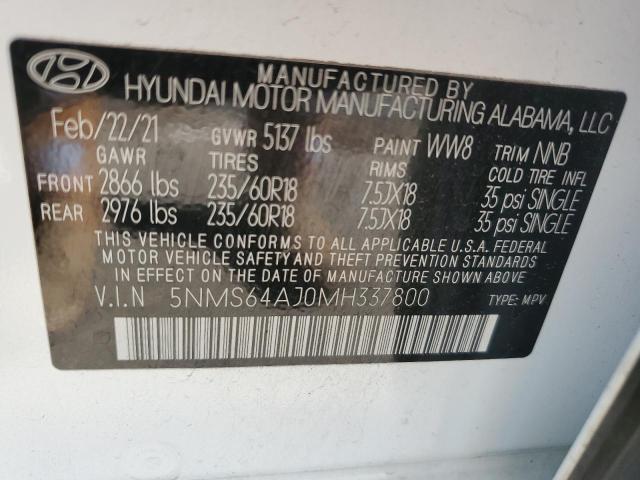 MANUFACTURED BY
HYUNDAI MOTOR MANUFACTURING ALABAMA, LLC
Feb/22/21 GVWR 5137 lbs PAINT WW8 TRIM NNB
GAWR TIRES RIMS COLD TIRE INFL
FRONT 2866 lbs 235/60R18 7.5JX18 35 psi SINGLE
REAR 2976 lbs 235/60R18 7.5JX18 35 psi SINGLE
THIS VEHICLE CONFORMS TO ALL APPLICABLE U.S.A. FEDERAL
MOTOR VEHICLE SAFETY AND THEFT PREVENTION STANDARDS
IN EFFECT ON THE DATE OF MANUFACTURE SHOWN ABOVE.
V.I.N 5NMS64AJ0MH337800 TYPE: MPV